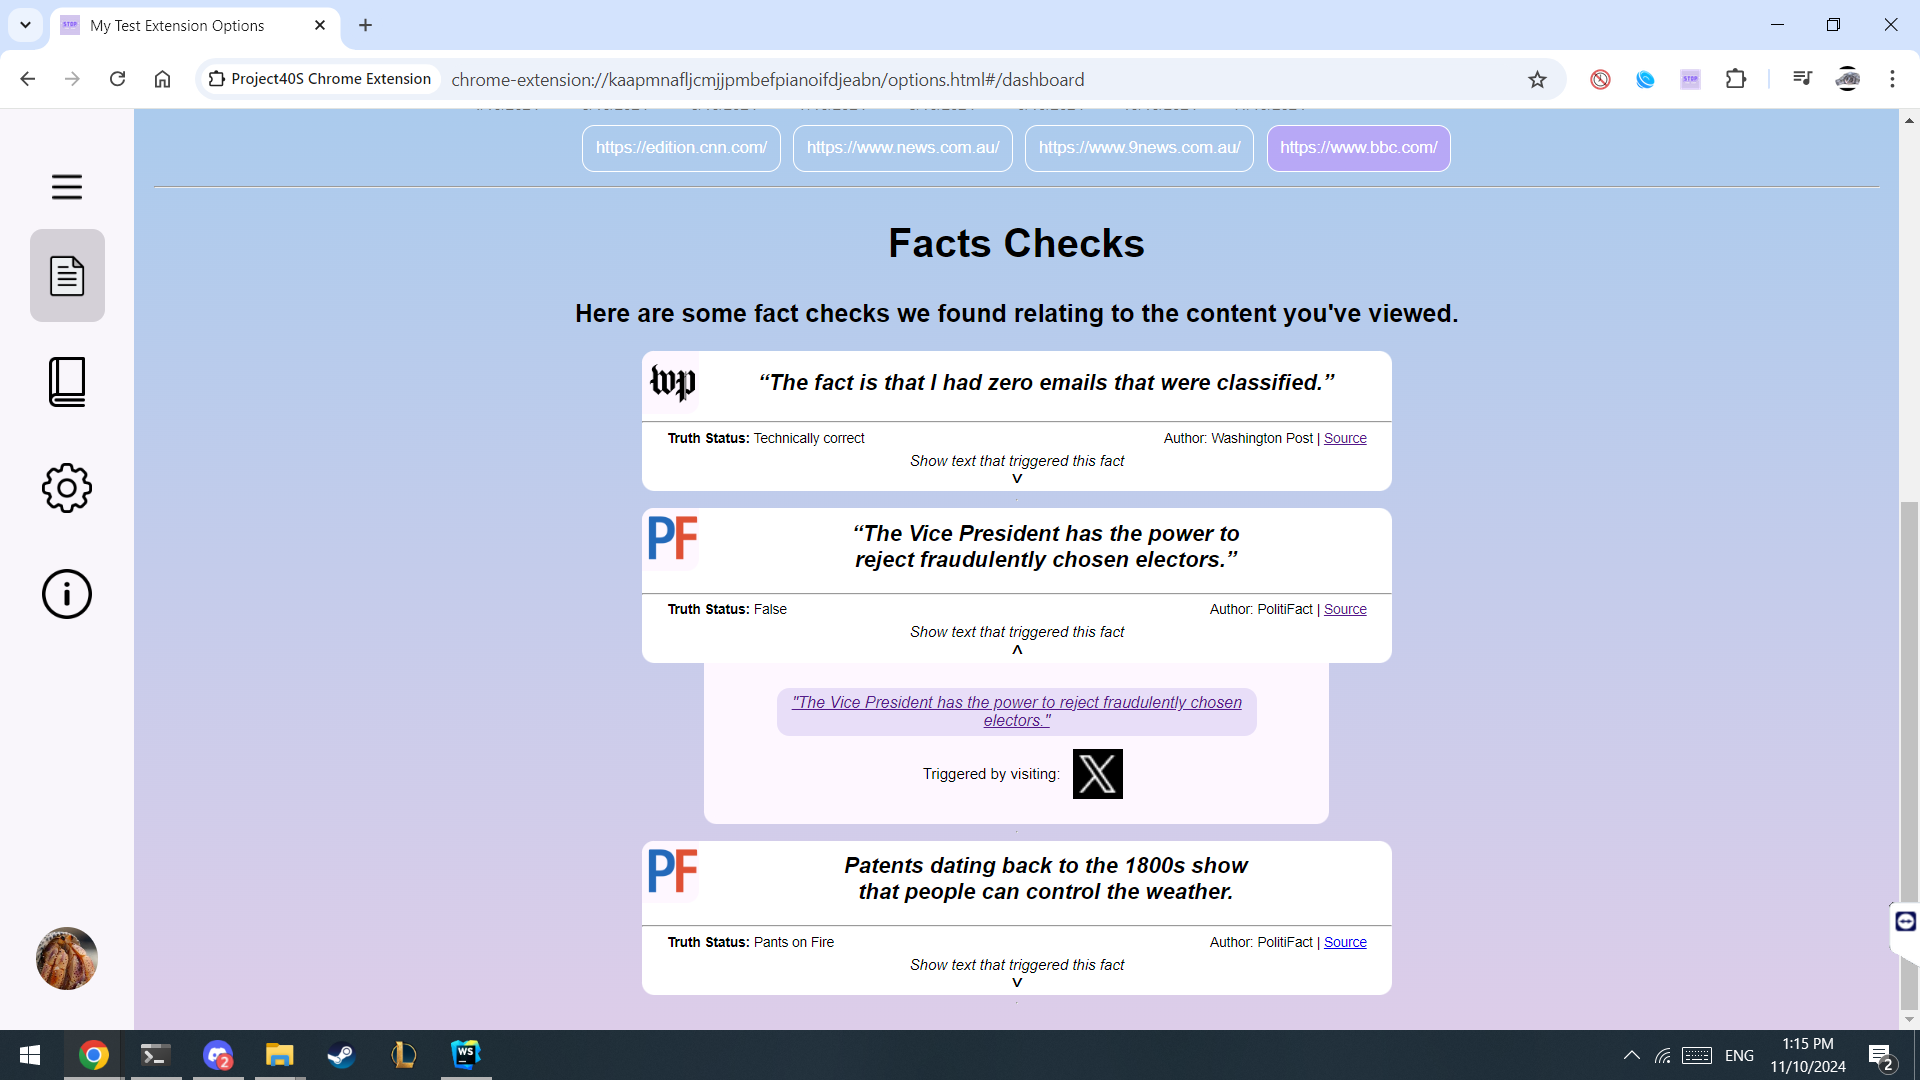 STOP
My Test Extension Options
Project40S Chrome Extension
chrome-extension://kaapmnafljcmjjpmbefpianoifdjeabn/options.html#/dashboard
STOP
https://edition.cnn.com/
https://www.news.com.au/
https://www.9news.com.au/
https://www.bbc.com/
Facts Checks
Here are some fact checks we found relating to the content you've viewed.
wp
“The fact is that I had zero emails that were classified.”
Truth Status: Technically correct
Author: Washington Post | Source
Show text that triggered this fact
v
PF
“The Vice President has the power to
reject fraudulently chosen electors.”
Truth Status: False
Author: PolitiFact | Source
Show text that triggered this fact
^
"The Vice President has the power to reject fraudulently chosen
electors."
Triggered by visiting:
X
PF
Patents dating back to the 1800s show
that people can control the weather.
Truth Status: Pants on Fire
Author: PolitiFact | Source
Show text that triggered this fact
v
2
L
WS
ENG
1:15 PM
11/10/2024
2